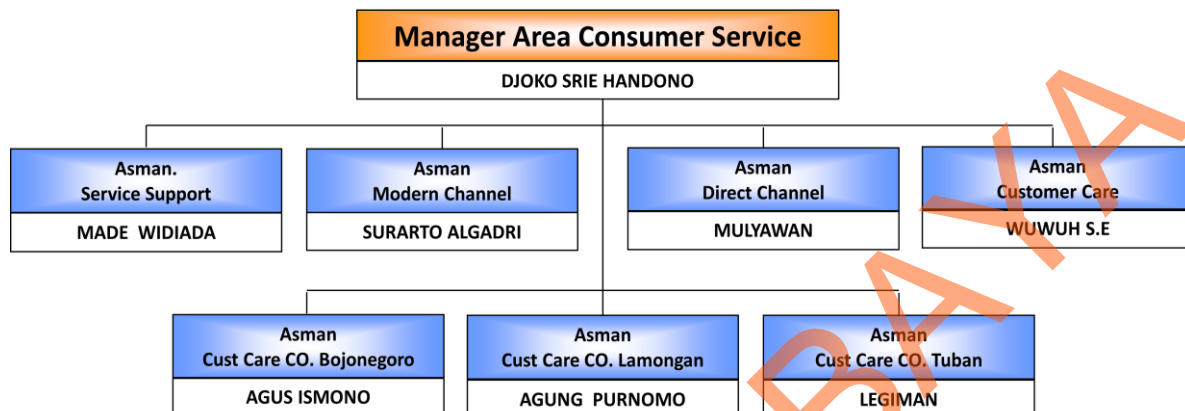 Manager Area Consumer Service
DJOKO SRIE HANDONO
Asman.
Service Support
MADE WIDIADA
Asman
Modern Channel
SURARTO ALGADRI
Asman
Direct Channel
MULYAWAN
Asman
Customer Care
WUWUH S.E
Asman
Cust Care CO. Bojonegoro
AGUS ISMONO
Asman
Cust Care CO. Lamongan
AGUNG PURNOMO
Asman
Cust Care CO. Tuban
LEGIMAN
BAYA